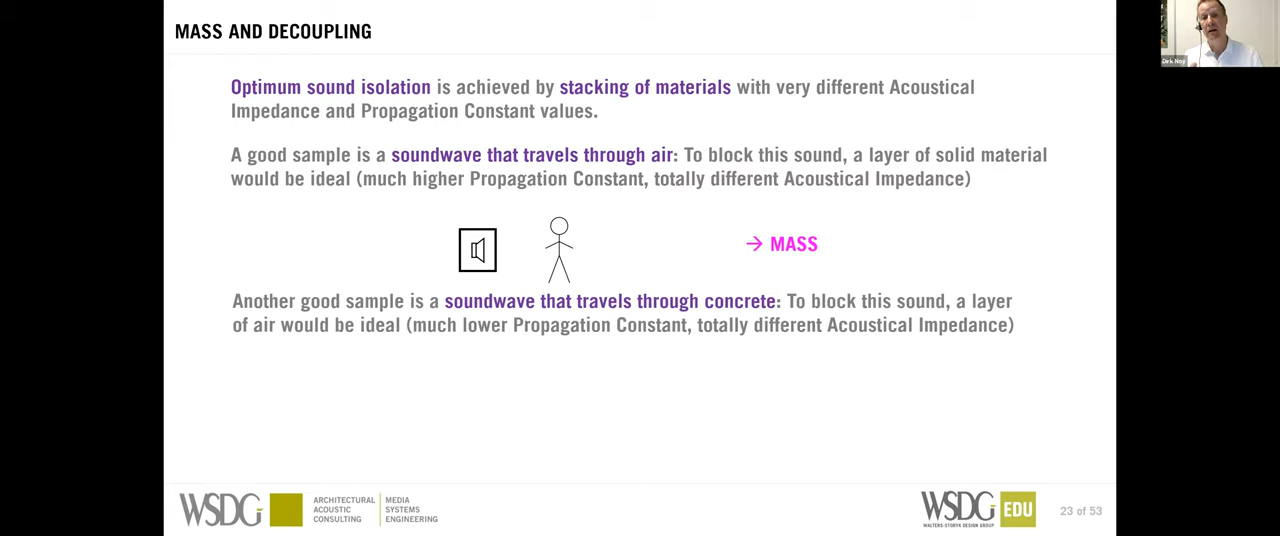 MASS AND DECOUPLING
Dirk Noy
Optimum sound isolation is achieved by stacking of materials with very different Acoustical
Impedance and Propagation Constant values.
A good sample is a soundwave that travels through air: To block this sound, a layer of solid material
would be ideal (much higher Propagation Constant, totally different Acoustical Impedance)
→ MASS
Another good sample is a soundwave that travels through concrete: To block this sound, a layer
of air would be ideal (much lower Propagation Constant, totally different Acoustical Impedance)
WSDG
ARCHITECTURAL
ACOUSTIC
CONSULTING
MEDIA
SYSTEMS
ENGINEERING
WSDG
WALTERS-STORYK DESIGN GROUP
EDU
23 of 53